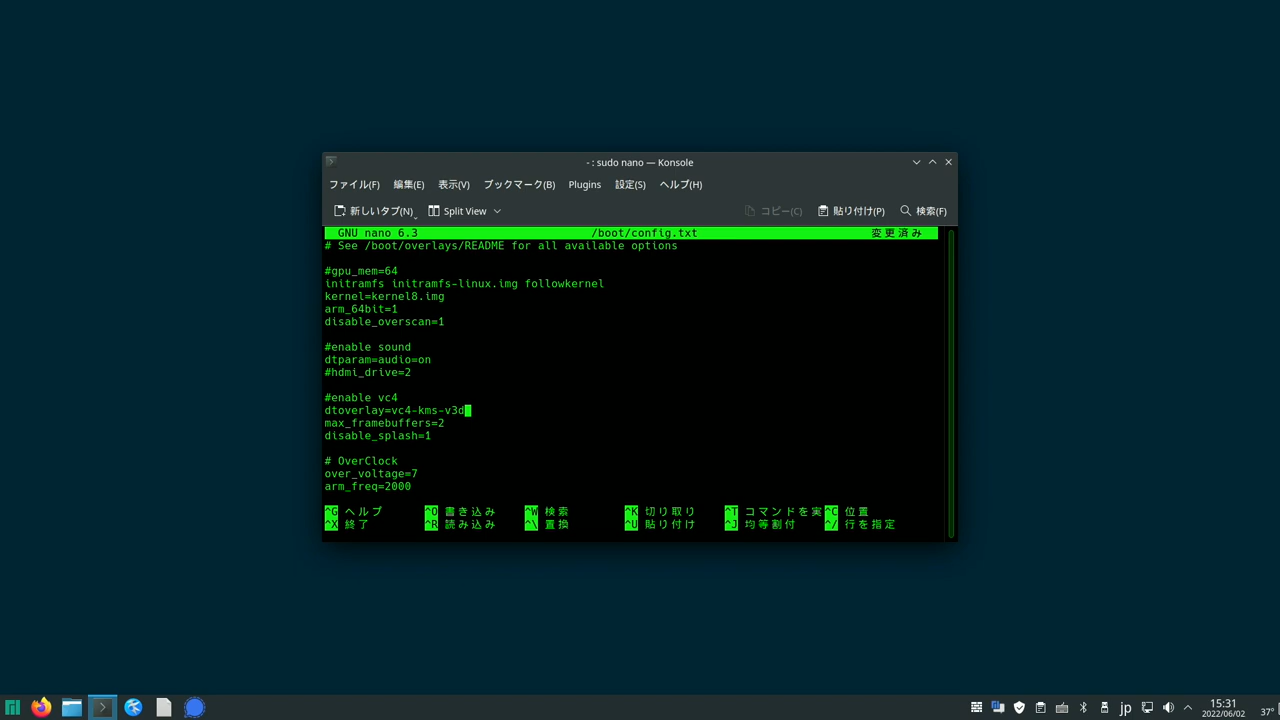 - : sudo nano — Konsole
ファイル(F) 編集(E) 表示(V) ブックマーク(B) Plugins 設定(S) ヘルプ(H)
新しいタブ(N) Split View コピー(C) 貼り付け(P) 検索(F)
GNU nano 6.3 /boot/config.txt 変更済み
# See /boot/overlays/README for all available options
#gpu_mem=64
initramfs initramfs-linux.img followkernel
kernel=kernel8.img
arm_64bit=1
disable_overscan=1
#enable sound
dtparam=audio=on
#hdmi_drive=2
#enable vc4
dtoverlay=vc4-kms-v3d
max_framebuffers=2
disable_splash=1
# OverClock
over_voltage=7
arm_freq=2000
^G ヘルプ ^O 書き込み ^W 検索 ^K 切り取り ^T コマンドを実 ^C 位置
^X 終了 ^R 読み込み ^\ 置換 ^U 貼り付け ^J 均等割付 ^/ 行を指定
jp 15:31
2022/06/02 37°